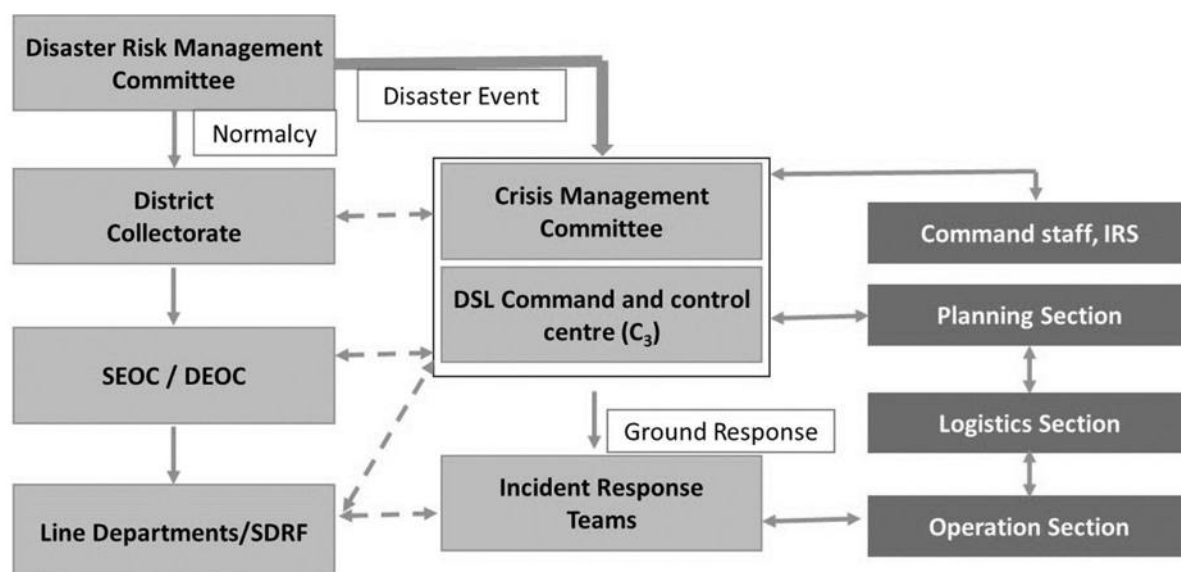 Disaster Risk Management
Committee
Disaster Event
Normalcy
District
Collectorate
Crisis Management
Committee
Command staff, IRS
DSL Command and control
centre (C₃)
Planning Section
SEOC / DEOC
Logistics Section
Ground Response
Line Departments/SDRF
Incident Response
Teams
Operation Section